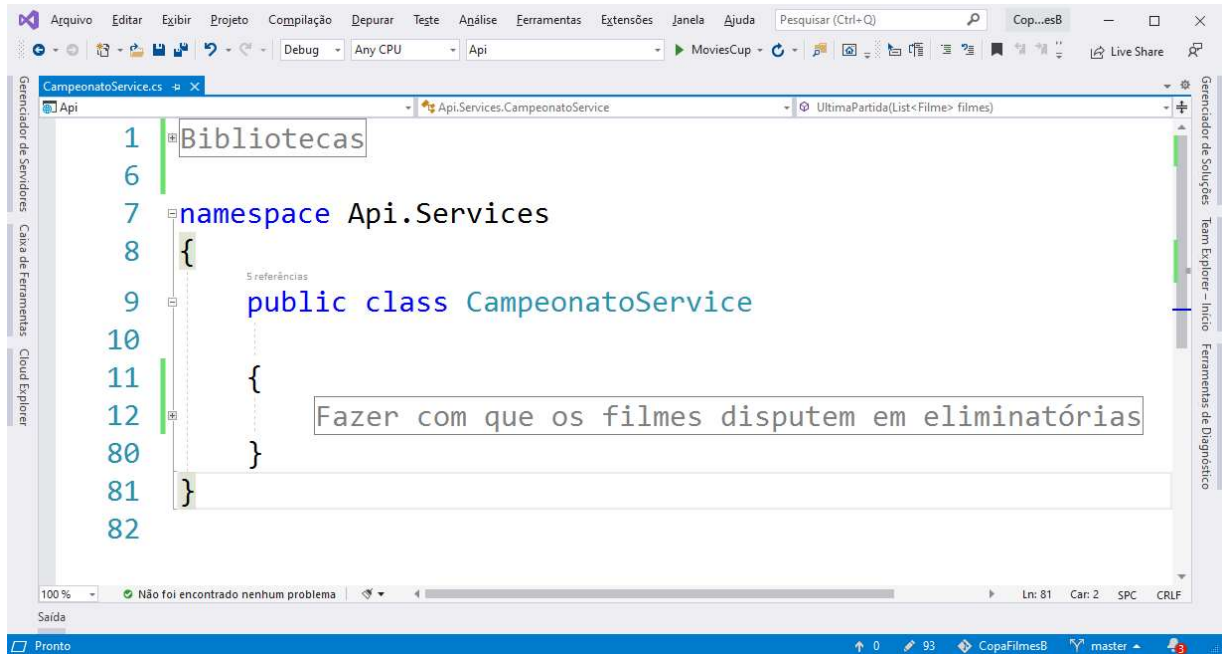 Arquivo Editar Exibir Projeto Compilação Depurar Teste Análise Ferramentas Extensões Janela Ajuda Pesquisar (Ctrl+Q) Cop...esB
Debug Any CPU Api MoviesCup Live Share
CampeonatoService.cs
Api Api.Services.CampeonatoService UltimaPartida(List<Filme> filmes)
Gerenciador de Servidores
Caixa de Ferramentas
Cloud Explorer
1 Bibliotecas
6
7 namespace Api.Services
8 {
5 referências
9 public class CampeonatoService
10
11 {
12 Fazer com que os filmes disputem em eliminatórias
80 }
81 }
82
Gerenciador de Soluções
Team Explorer – Início
Ferramentas de Diagnóstico
100 % Não foi encontrado nenhum problema Ln: 81 Car: 2 SPC CRLF
Saída
Pronto 0 93 CopaFilmesB master 3